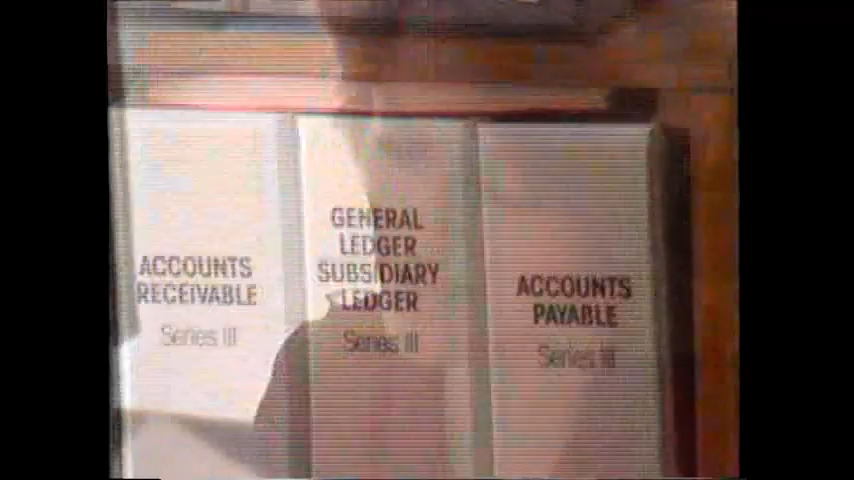 ACCOUNTS
RECEIVABLE
Series III
GENERAL
LEDGER
SUBSIDIARY
LEDGER
Series III
ACCOUNTS
PAYABLE
Series III